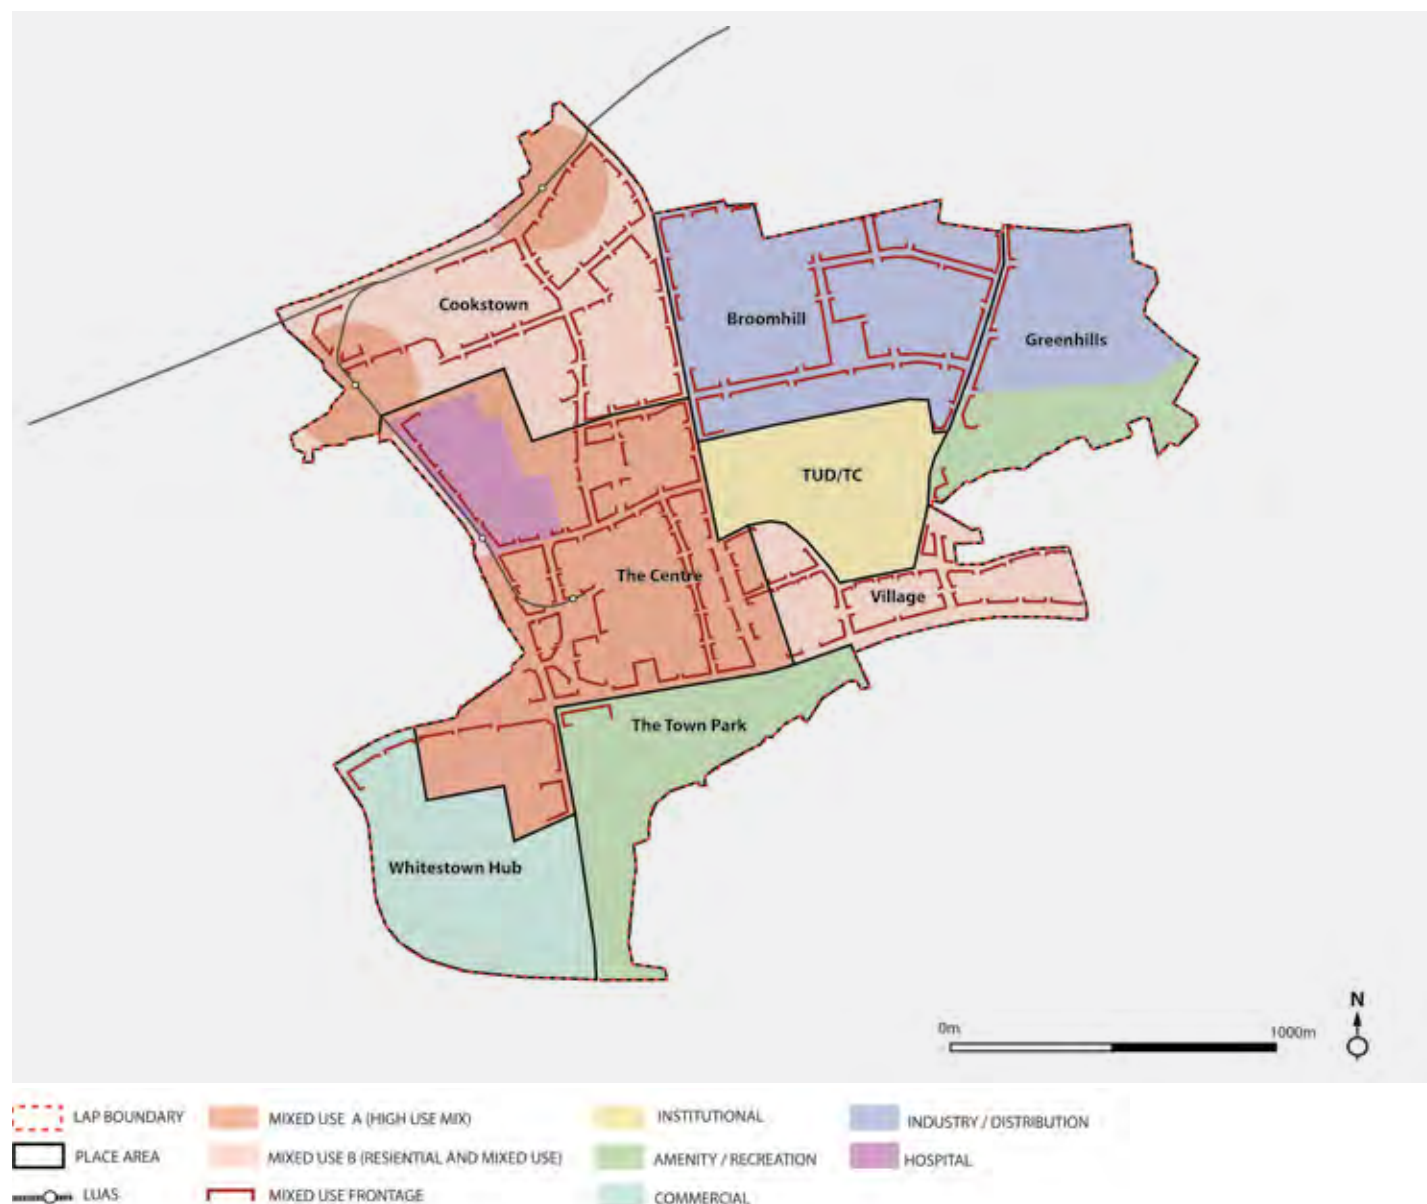 Cookstown
Broomhill
Greenhills
TUD/TC
The Centre
Village
The Town Park
Whitestown Hub
N
0m 1000m
LAP BOUNDARY MIXED USE A (HIGH USE MIX) INSTITUTIONAL INDUSTRY / DISTRIBUTION
PLACE AREA MIXED USE B (RESIENTIAL AND MIXED USE) AMENITY / RECREATION HOSPITAL
LUAS MIXED USE FRONTAGE COMMERCIAL